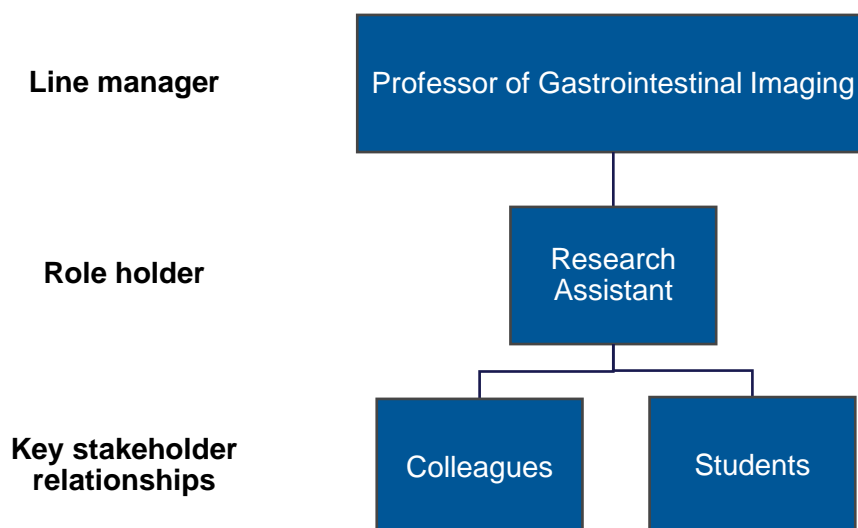 Line manager
Professor of Gastrointestinal Imaging
Role holder
Research
Assistant
Key stakeholder
relationships
Colleagues
Students